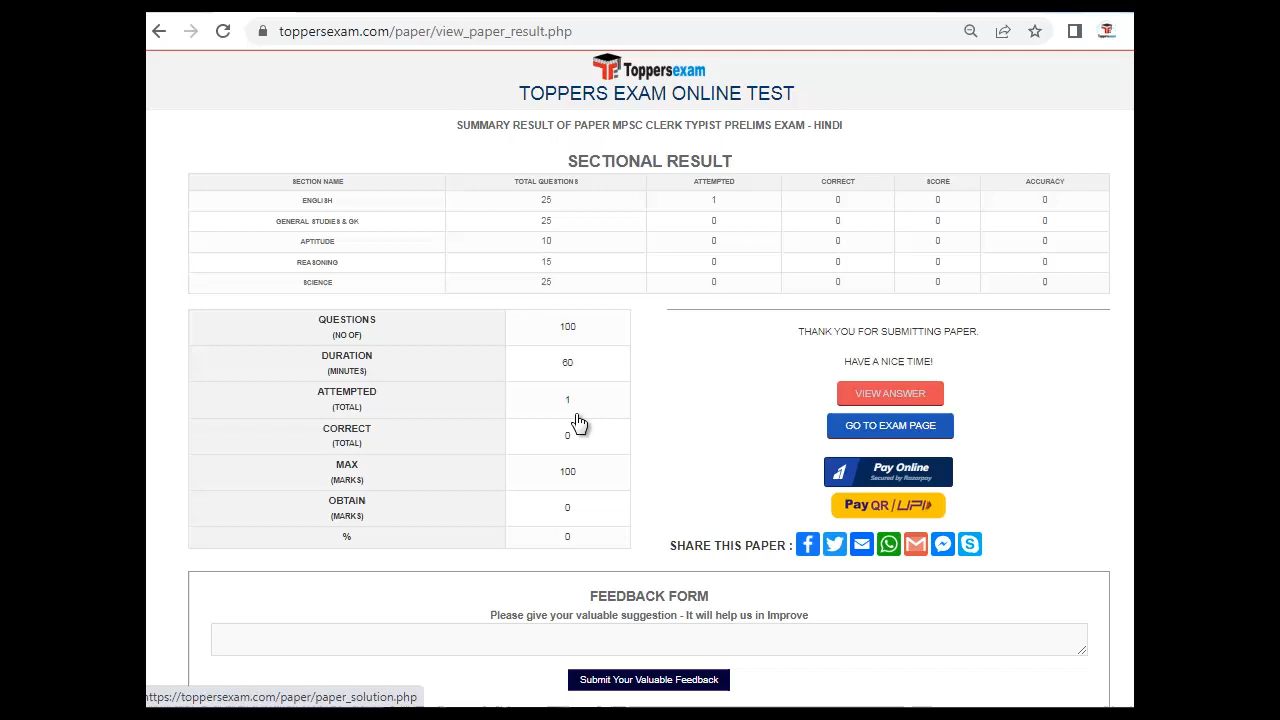 toppersexam.com/paper/view_paper_result.php
Toppersexam
TOPPERS EXAM ONLINE TEST
SUMMARY RESULT OF PAPER MPSC CLERK TYPIST PRELIMS EXAM - HINDI
SECTIONAL RESULT
SECTION NAME TOTAL QUESTIONS ATTEMPTED CORRECT SCORE ACCURACY
ENGLISH 25 1 0 0 0
GENERAL STUDIES & GK 25 0 0 0 0
APTITUDE 10 0 0 0 0
REASONING 15 0 0 0 0
SCIENCE 25 0 0 0 0
QUESTIONS
(NO OF) 100
DURATION
(MINUTES) 60
ATTEMPTED
(TOTAL) 1
CORRECT
(TOTAL) 0
MAX
(MARKS) 100
OBTAIN
(MARKS) 0
% 0
THANK YOU FOR SUBMITTING PAPER.
HAVE A NICE TIME!
VIEW ANSWER
GO TO EXAM PAGE
Pay Online
Secured by Razorpay
Pay QR / UPI
SHARE THIS PAPER :
FEEDBACK FORM
Please give your valuable suggestion - It will help us in Improve
Submit Your Valuable Feedback
https://toppersexam.com/paper/paper_solution.php